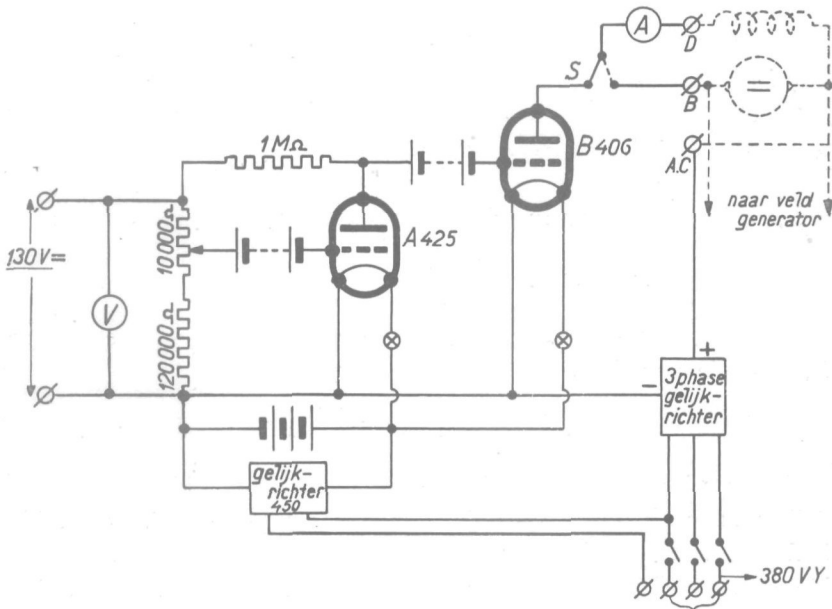 A
D
S
B
=
B406
1MΩ
A.C
naar veld
generator
A425
130V=
10000Ω
V
120000Ω
+
-
3phase
gelijk-
richter
gelijk-
richter
450
380VY